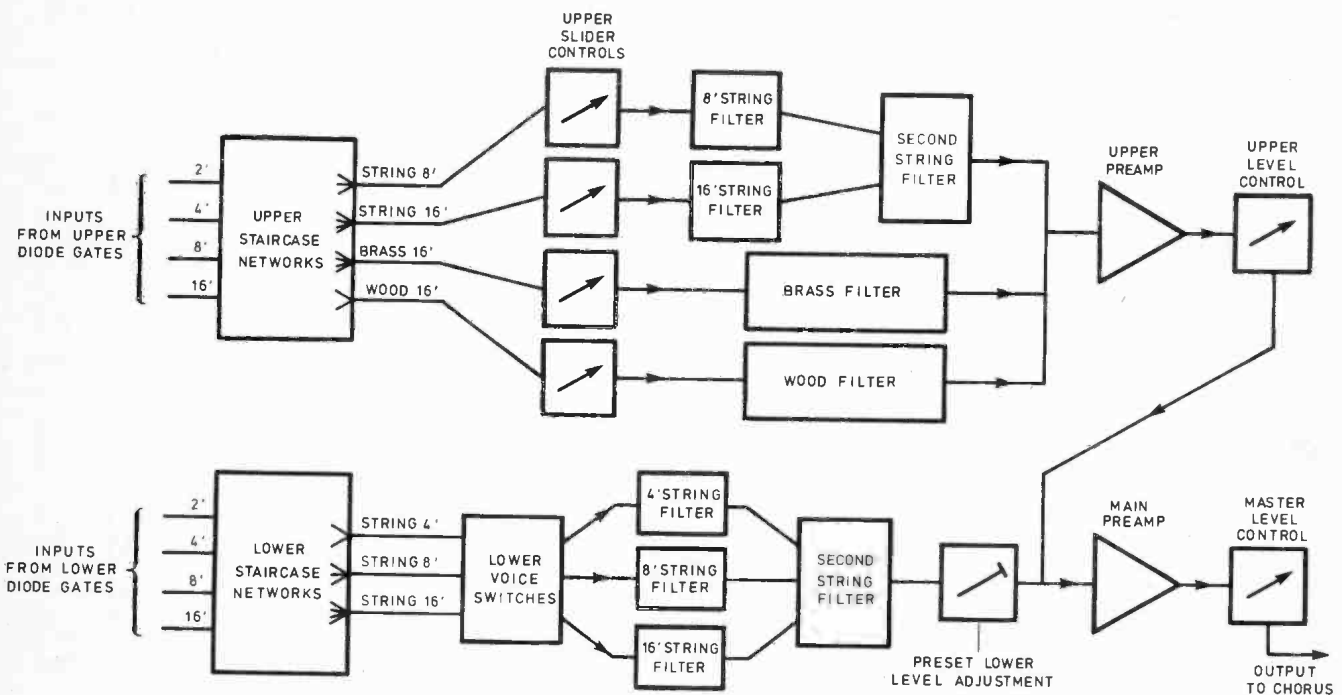 UPPER
SLIDER
CONTROLS
2'
4'
8'
16'
INPUTS
FROM UPPER
DIODE GATES
UPPER
STAIRCASE
NETWORKS
STRING 8'
STRING 16'
BRASS 16'
WOOD 16'
8' STRING
FILTER
16' STRING
FILTER
SECOND
STRING
FILTER
BRASS FILTER
WOOD FILTER
UPPER
PREAMP
UPPER
LEVEL
CONTROL
2'
4'
8'
16'
INPUTS
FROM LOWER
DIODE GATES
LOWER
STAIRCASE
NETWORKS
STRING 4'
STRING 8'
STRING 16'
LOWER
VOICE
SWITCHES
4' STRING
FILTER
8' STRING
FILTER
16' STRING
FILTER
SECOND
STRING
FILTER
PRESET LOWER
LEVEL ADJUSTMENT
MAIN
PREAMP
MASTER
LEVEL
CONTROL
OUTPUT
TO CHORUS